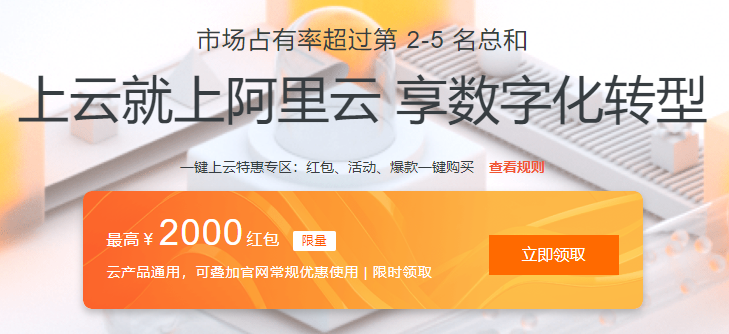 市场占有率超过第 2-5 名总和
上云就上阿里云 享数字化转型
一键上云特惠专区：红包、活动、爆款一键购买 查看规则
最高¥2000红包 限量
立即领取
云产品通用，可叠加官网常规优惠使用 | 限时领取